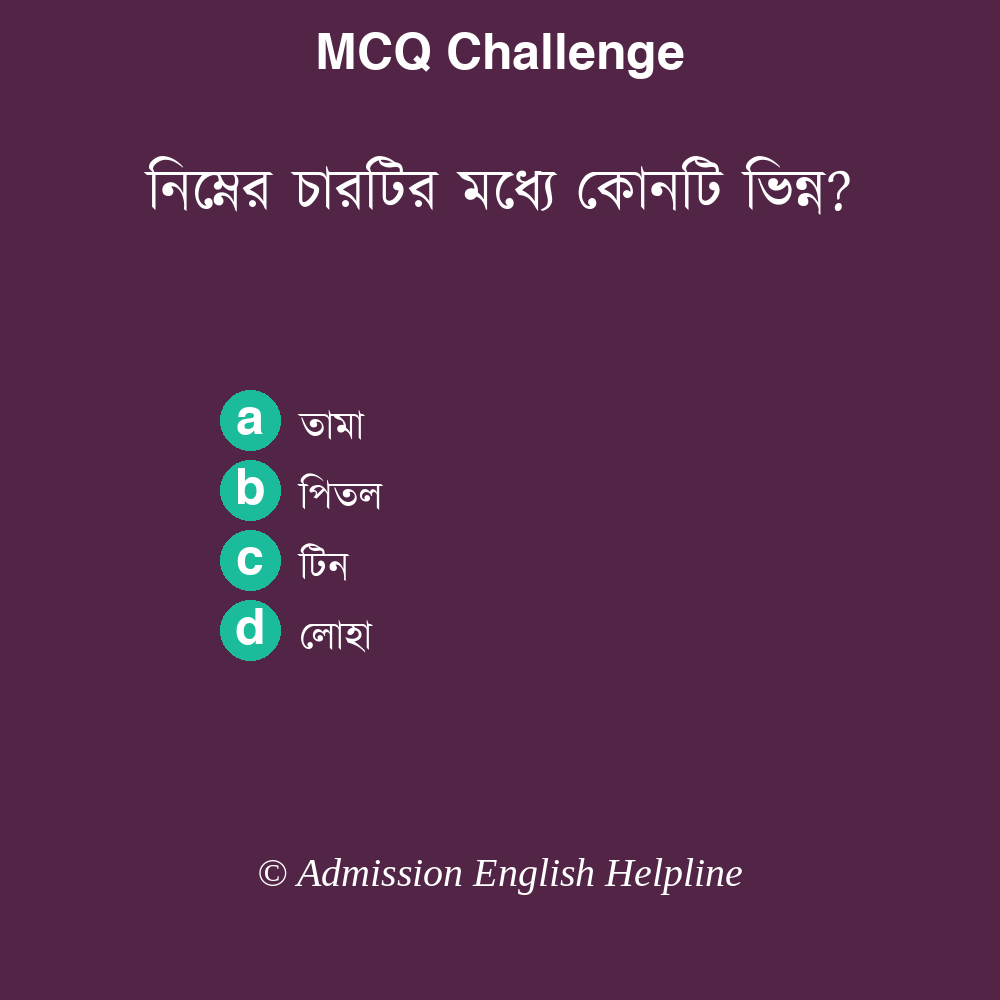 MCQ Challenge
নিম্নের চারটির মধ্যে কোনটি ভিন্ন?
a তামা
b পিতল
c টিন
d লোহা
© Admission English Helpline